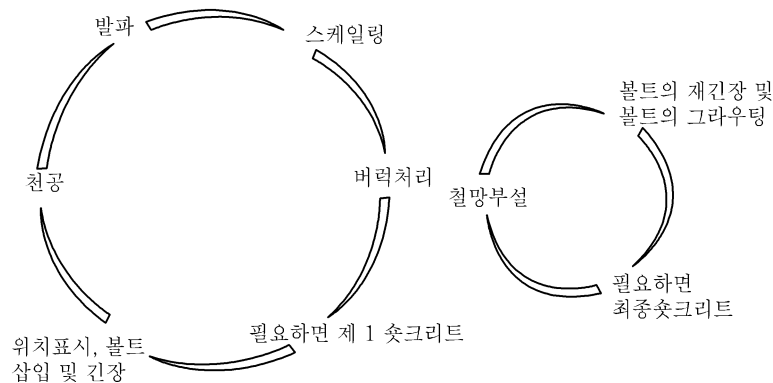 발파
스케일링
버럭처리
필요하면 제 1 숏크리트
위치표시, 볼트
삽입 및 긴장
천공
볼트의 재긴장 및
볼트의 그라우팅
필요하면
최종숏크리트
철망부설